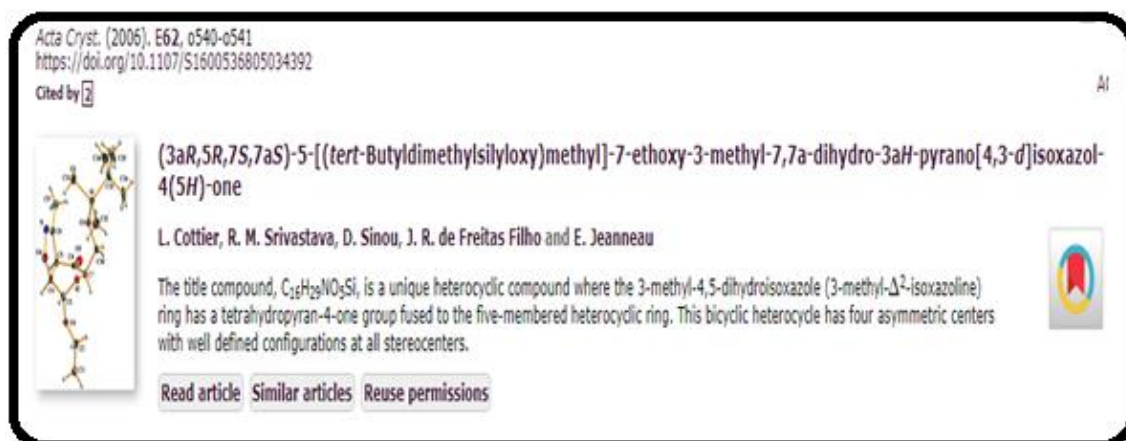 Acta Cryst. (2006). E62, o540-o541
https://doi.org/10.1107/S1600536805034392
Cited by 2
(3aR,5R,7S,7aS)-5-[(tert-Butyldimethylsilyloxy)methyl]-7-ethoxy-3-methyl-7,7a-dihydro-3aH-pyrano[4,3-d]isoxazol-
4(5H)-one
L. Cottier, R. M. Srivastava, D. Sinou, J. R. de Freitas Filho and E. Jeanneau
The title compound, C₁₆H₂₉NO₅Si, is a unique heterocyclic compound where the 3-methyl-4,5-dihydroisoxazole (3-methyl-Δ²-isoxazoline)
ring has a tetrahydropyran-4-one group fused to the five-membered heterocyclic ring. This bicyclic heterocycle has four asymmetric centers
with well defined configurations at all stereocenters.
Read article Similar articles Reuse permissions